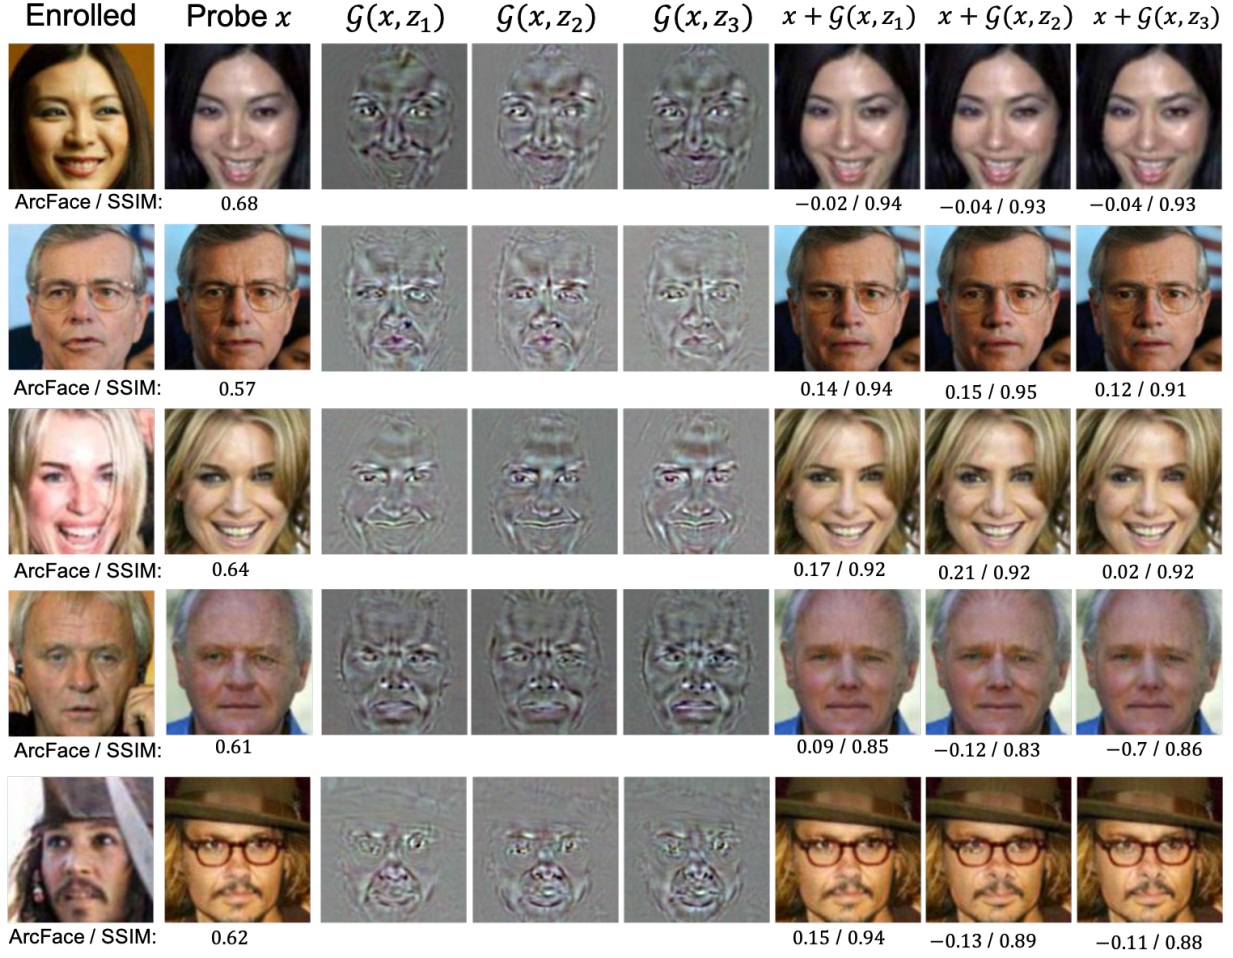 Enrolled Probe x G(x, z₁) G(x, z₂) G(x, z₃) x + G(x, z₁) x + G(x, z₂) x + G(x, z₃)
ArcFace / SSIM: 0.68 −0.02 / 0.94 −0.04 / 0.93 −0.04 / 0.93
ArcFace / SSIM: 0.57 0.14 / 0.94 0.15 / 0.95 0.12 / 0.91
ArcFace / SSIM: 0.64 0.17 / 0.92 0.21 / 0.92 0.02 / 0.92
ArcFace / SSIM: 0.61 0.09 / 0.85 −0.12 / 0.83 −0.7 / 0.86
ArcFace / SSIM: 0.62 0.15 / 0.94 −0.13 / 0.89 −0.11 / 0.88